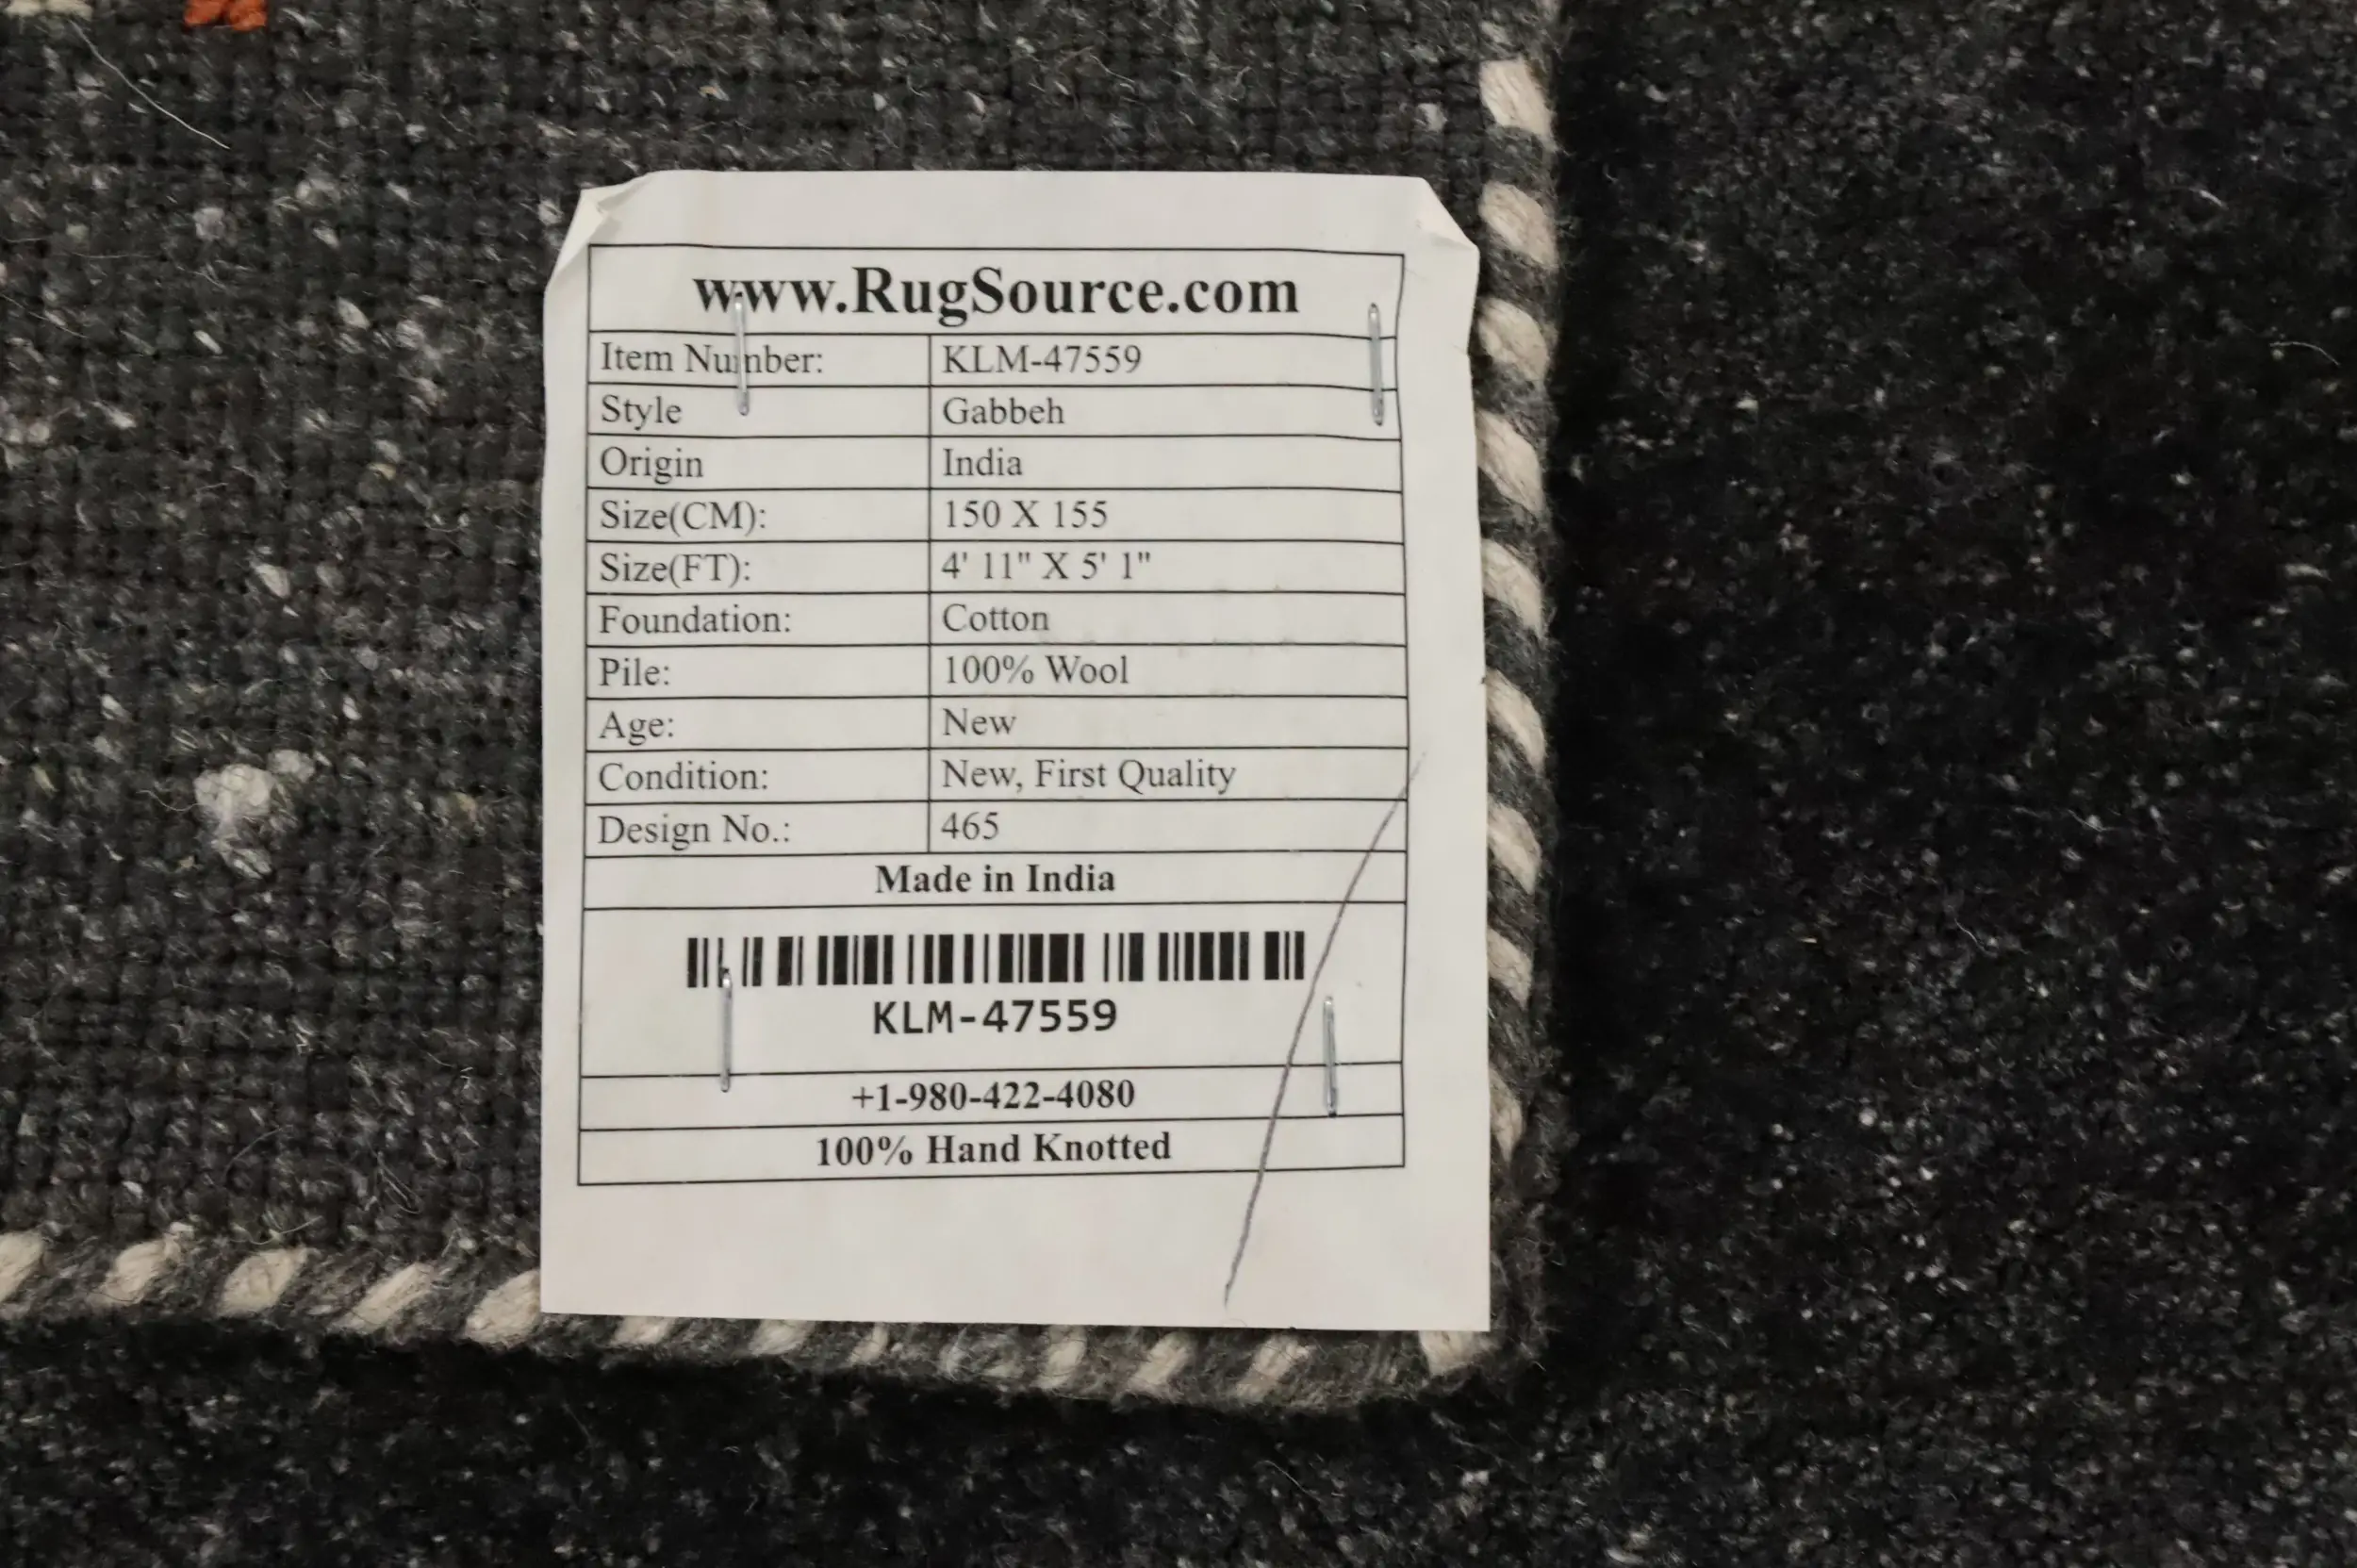 www.RugSource.com
Item Number: KLM-47559
Style Gabbeh
Origin India
Size(CM): 150 X 155
Size(FT): 4' 11" X 5' 1"
Foundation: Cotton
Pile: 100% Wool
Age: New
Condition: New, First Quality
Design No.: 465
Made in India
KLM-47559
+1-980-422-4080
100% Hand Knotted